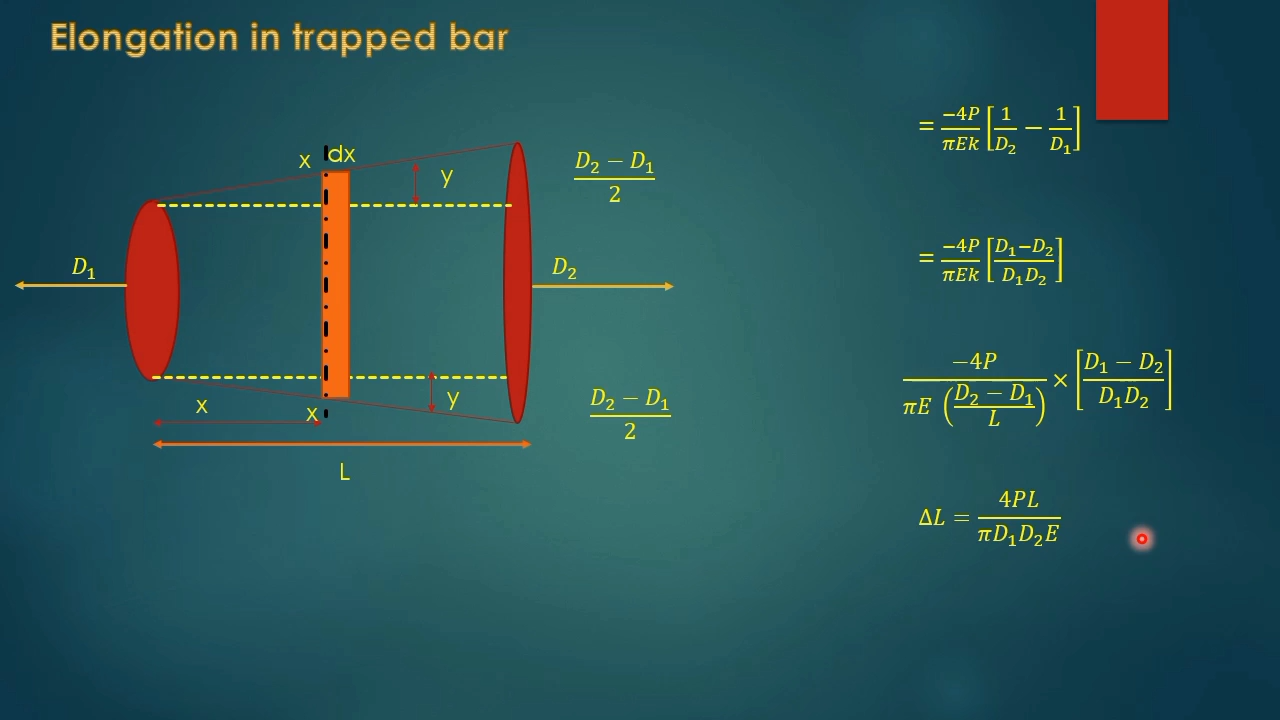 Elongation in trapped bar
x dx
y
D₂ − D₁
2
D₁
D₂
x
x
y
D₂ − D₁
2
L
= −4P/πEk [1/D₂ − 1/D₁]
= −4P/πEk [D₁−D₂/D₁D₂]
−4P/πE (D₂ − D₁/L) × [D₁ − D₂/D₁D₂]
ΔL = 4PL/πD₁D₂E